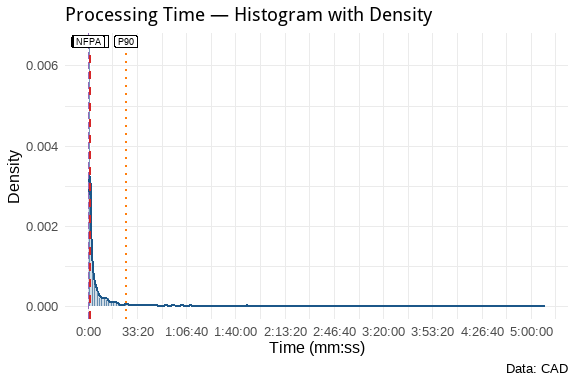 Processing Time — Histogram with Density
NFPA
P90
0.006
0.004
0.002
0.000
Density
0:00 33:20 1:06:40 1:40:00 2:13:20 2:46:40 3:20:00 3:53:20 4:26:40 5:00:00
Time (mm:ss)
Data: CAD